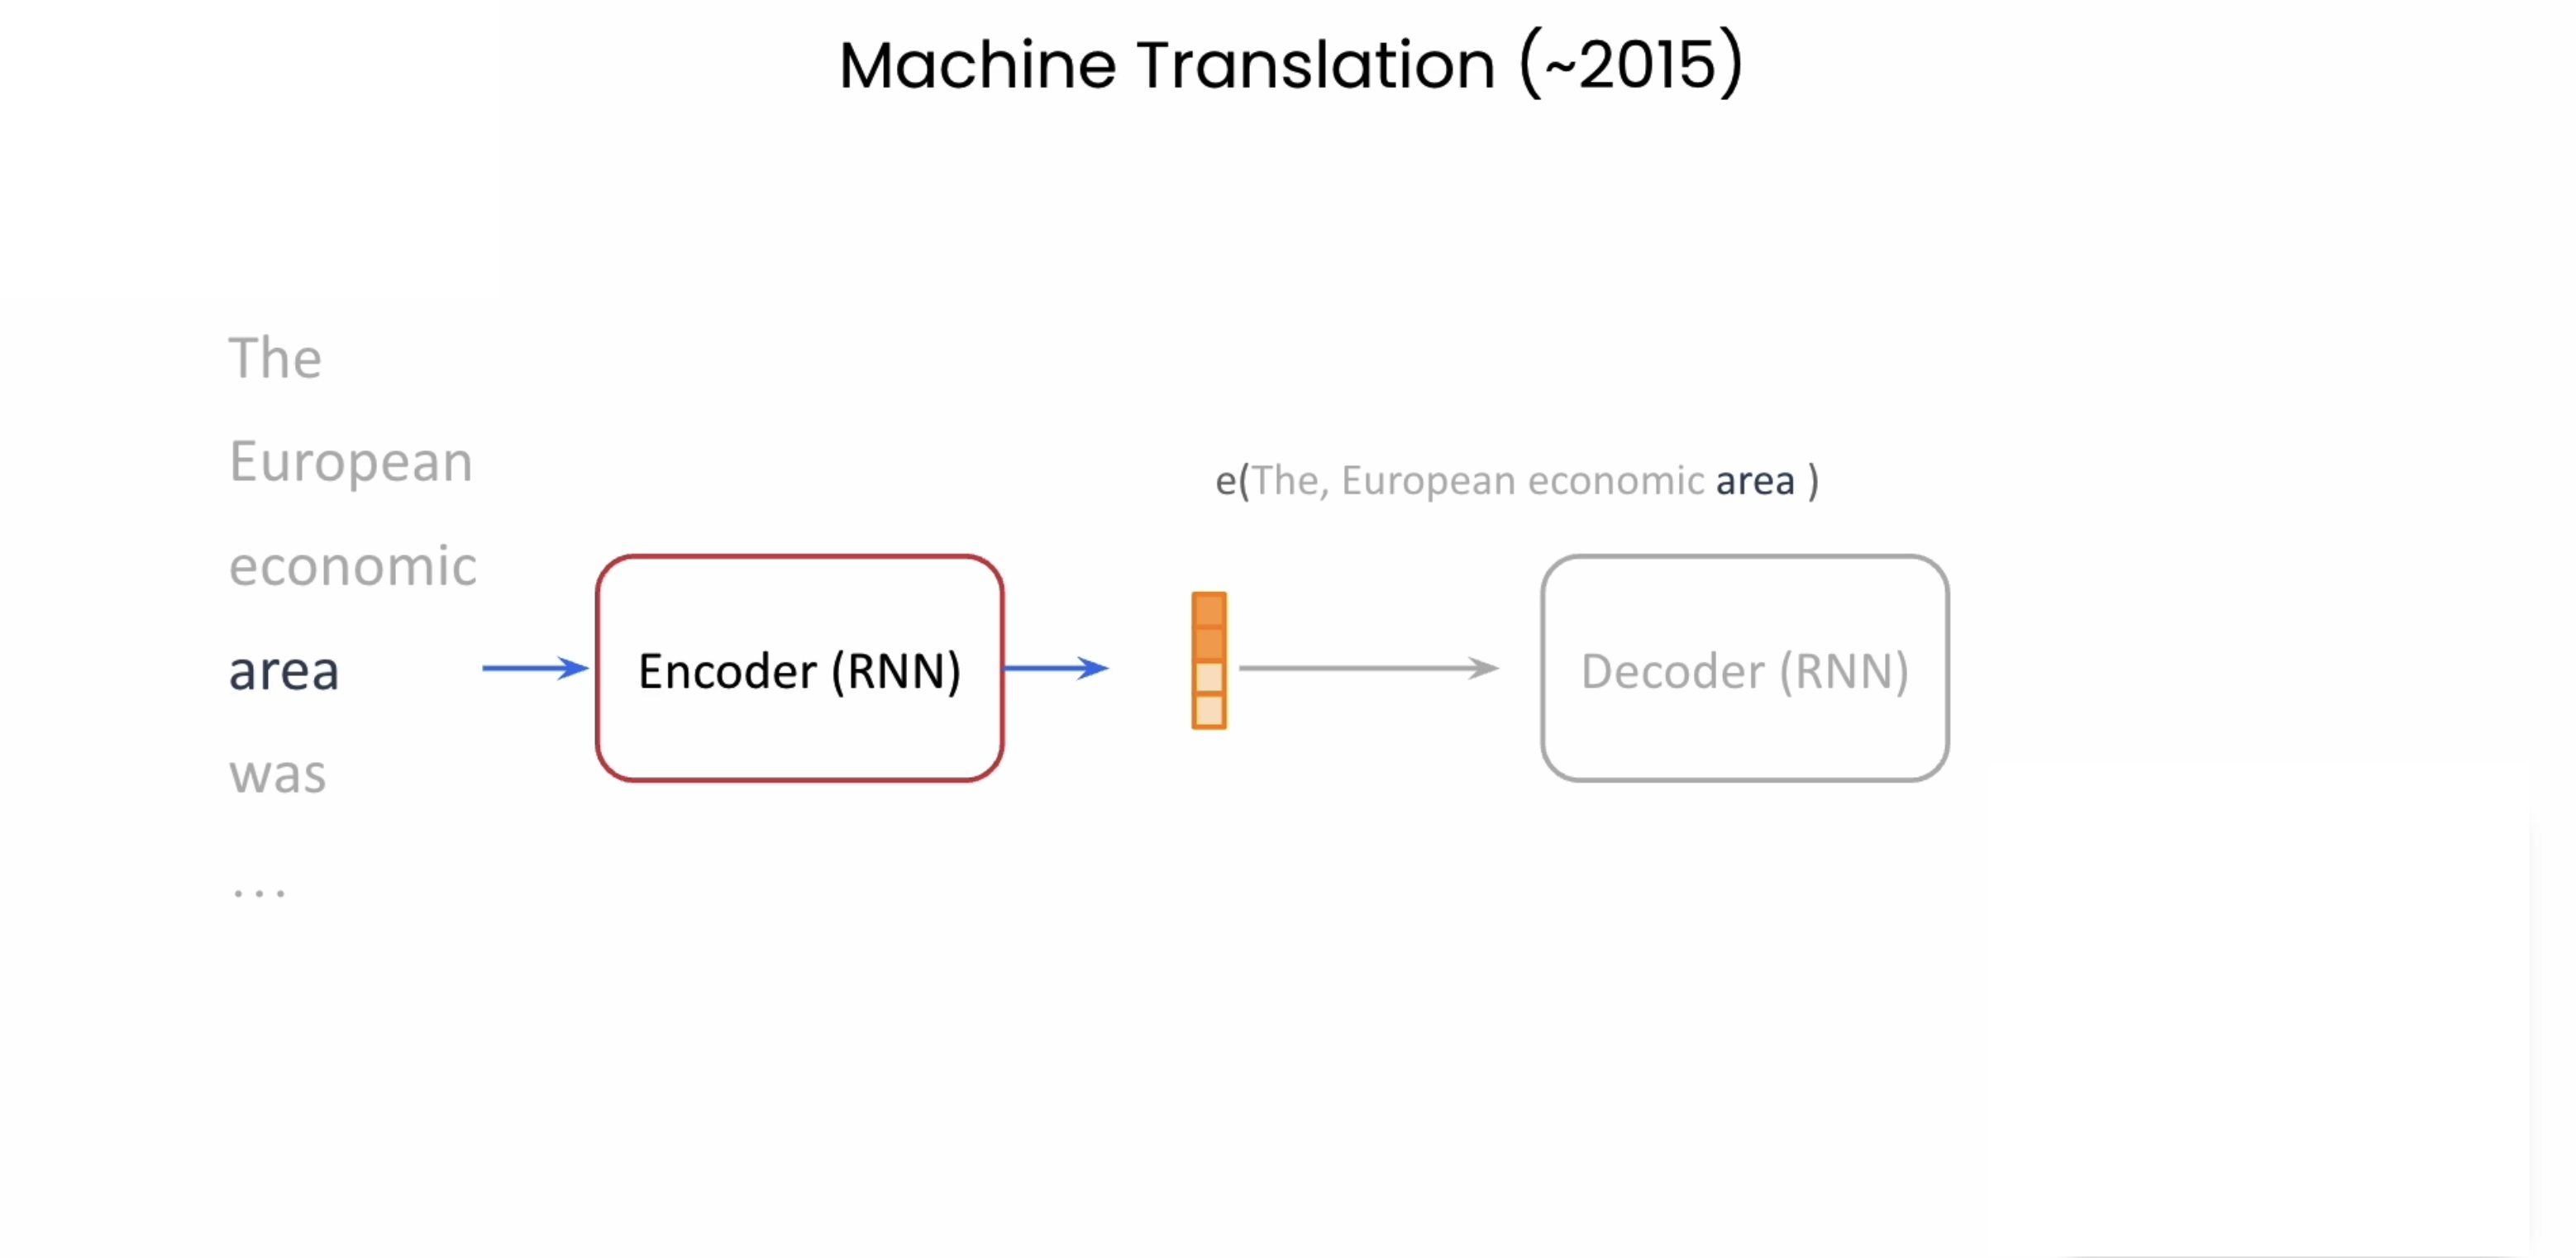 Machine Translation (~2015)
The
European
economic
area
was
...
e(The, European economic area )
Encoder (RNN)
Decoder (RNN)